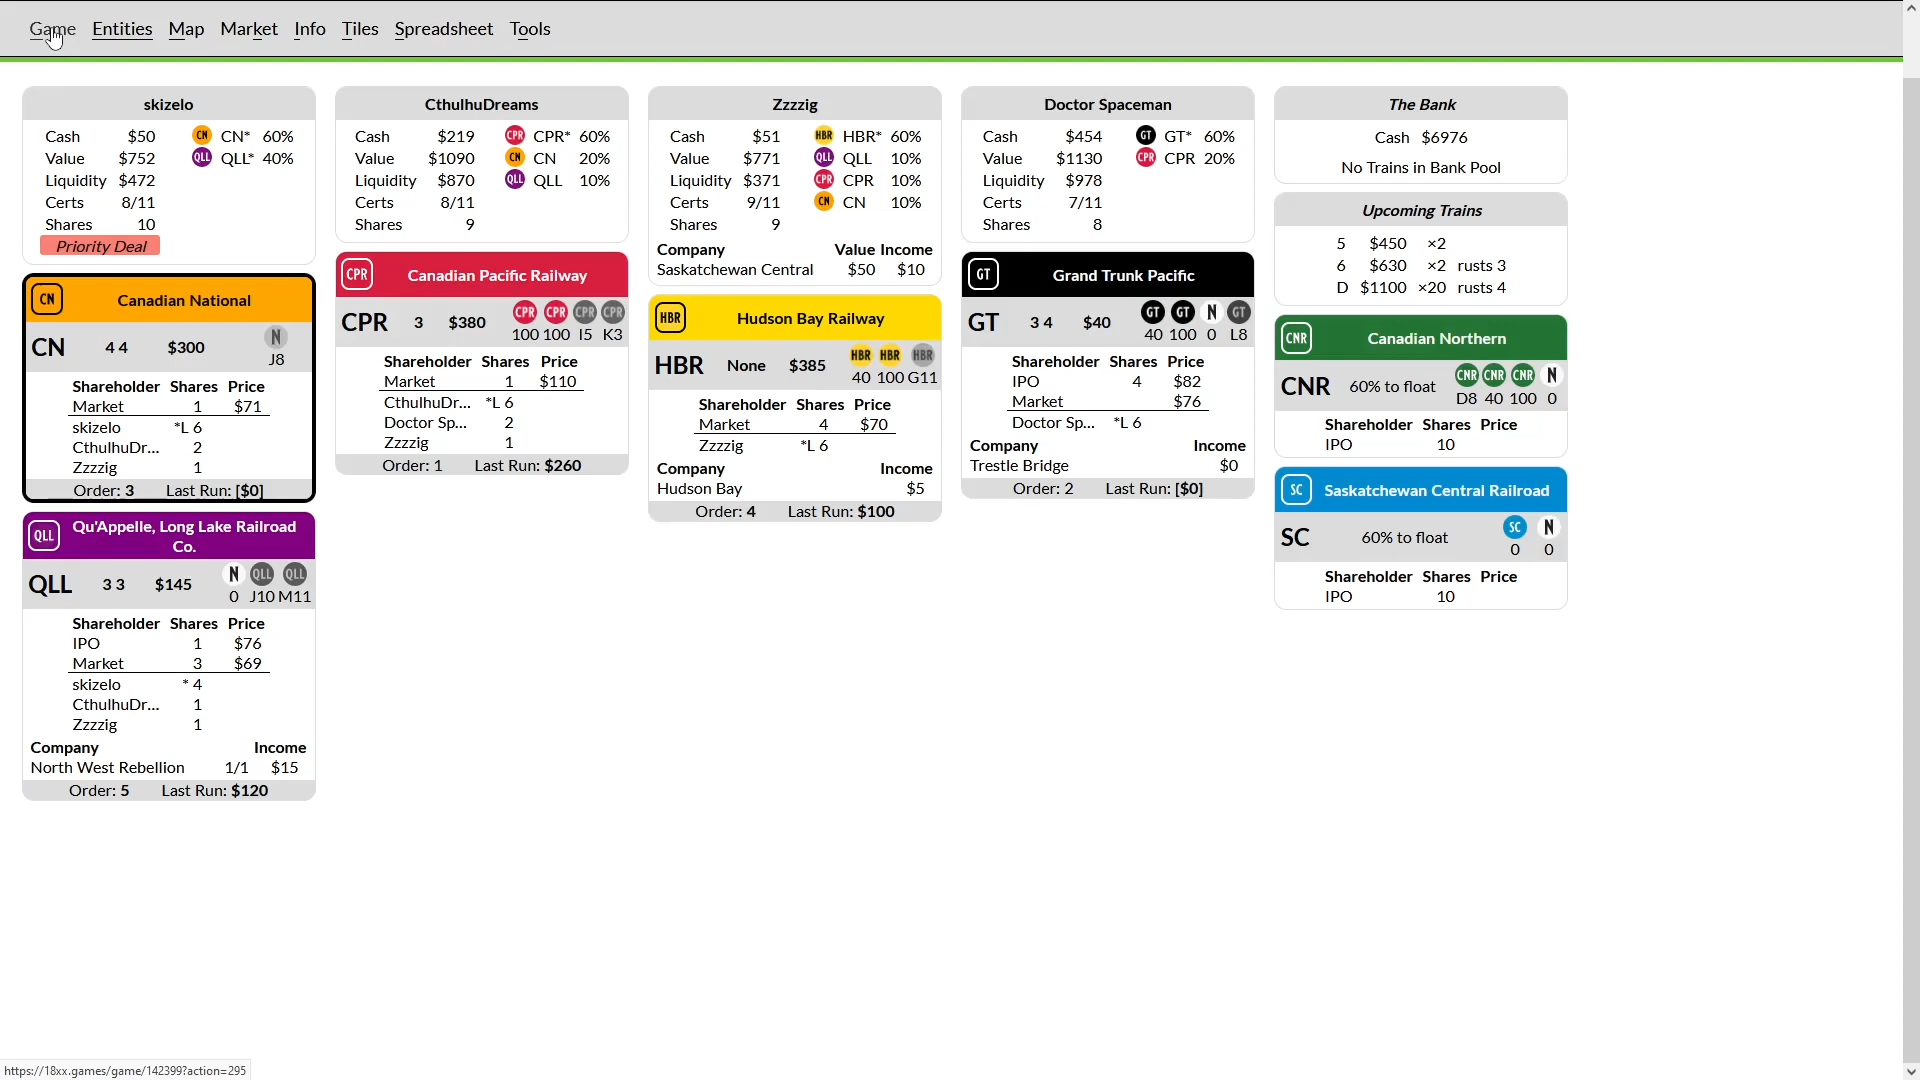 Game Entities Map Market Info Tiles Spreadsheet Tools
skizelo
Cash $50 CN CN* 60%
Value $752 QLL QLL* 40%
Liquidity $472
Certs 8/11
Shares 10
Priority Deal
CN Canadian National
CN 4 4 $300 N
J8
Shareholder Shares Price
Market 1 $71
skizelo *L 6
CthulhuDr... 2
Zzzzig 1
Order: 3 Last Run: [$0]
QLL Qu'Appelle, Long Lake Railroad
Co.
QLL 3 3 $145 N QLL QLL
0 J10 M11
Shareholder Shares Price
IPO 1 $76
Market 3 $69
skizelo * 4
CthulhuDr... 1
Zzzzig 1
Company Income
North West Rebellion 1/1 $15
Order: 5 Last Run: $120
CthulhuDreams
Cash $219 CPR CPR* 60%
Value $1090 CN CN 20%
Liquidity $870 QLL QLL 10%
Certs 8/11
Shares 9
CPR Canadian Pacific Railway
CPR 3 $380 CPR CPR CPR CPR
100 100 I5 K3
Shareholder Shares Price
Market 1 $110
CthulhuDr... *L 6
Doctor Sp... 2
Zzzzig 1
Order: 1 Last Run: $260
Zzzzig
Cash $51 HBR HBR* 60%
Value $771 QLL QLL 10%
Liquidity $371 CPR CPR 10%
Certs 9/11 CN CN 10%
Shares 9
Company Value Income
Saskatchewan Central $50 $10
HBR Hudson Bay Railway
HBR None $385 HBR HBR HBR
40 100 G11
Shareholder Shares Price
Market 4 $70
Zzzzig *L 6
Company Income
Hudson Bay $5
Order: 4 Last Run: $100
Doctor Spaceman
Cash $454 GT GT* 60%
Value $1130 CPR CPR 20%
Liquidity $978
Certs 7/11
Shares 8
GT Grand Trunk Pacific
GT 3 4 $40 GT GT N GT
40 100 0 L8
Shareholder Shares Price
IPO 4 $82
Market $76
Doctor Sp... *L 6
Company Income
Trestle Bridge $0
Order: 2 Last Run: [$0]
The Bank
Cash $6976
No Trains in Bank Pool
Upcoming Trains
5 $450 ×2
6 $630 ×2 rusts 3
D $1100 ×20 rusts 4
CNR Canadian Northern
CNR 60% to float CNR CNR CNR N
D8 40 100 0
Shareholder Shares Price
IPO 10
SC Saskatchewan Central Railroad
SC 60% to float SC N
0 0
Shareholder Shares Price
IPO 10
https://18xx.games/game/142399?action=295